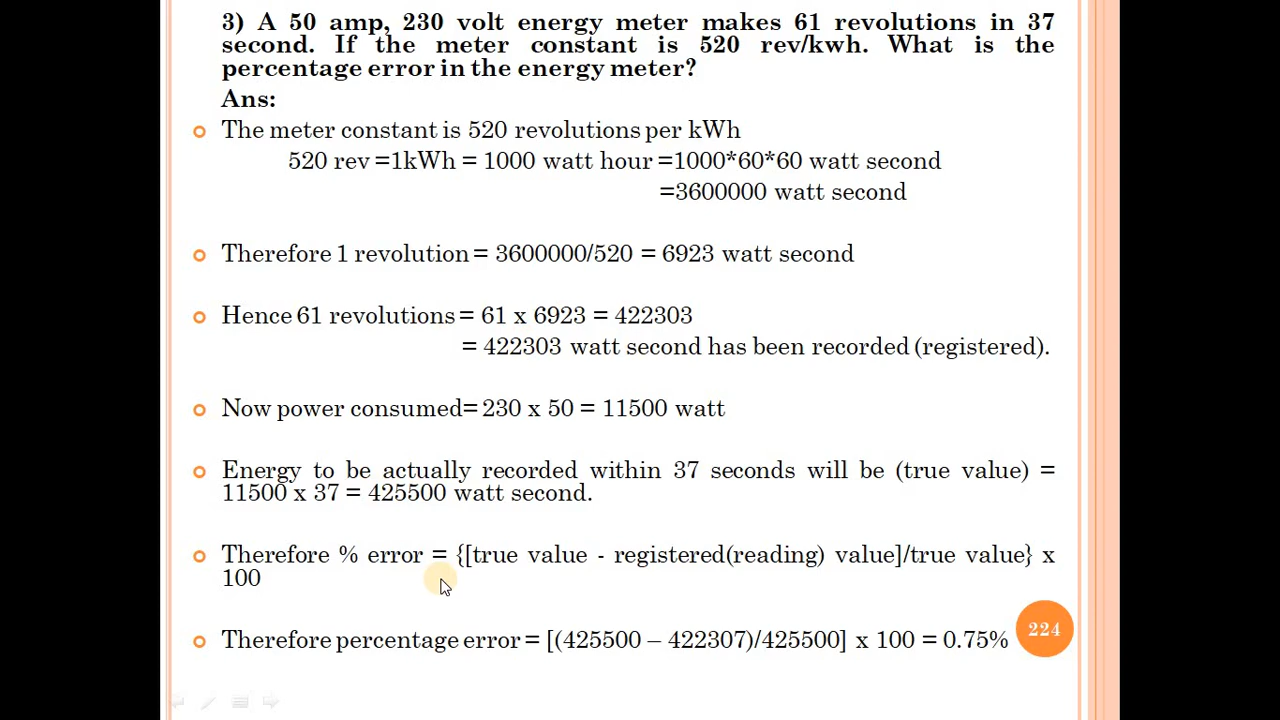 3) A 50 amp, 230 volt energy meter makes 61 revolutions in 37
second. If the meter constant is 520 rev/kwh. What is the
percentage error in the energy meter?
Ans:
The meter constant is 520 revolutions per kWh
520 rev =1kWh = 1000 watt hour =1000*60*60 watt second
=3600000 watt second
Therefore 1 revolution = 3600000/520 = 6923 watt second
Hence 61 revolutions = 61 x 6923 = 422303
= 422303 watt second has been recorded (registered).
Now power consumed= 230 x 50 = 11500 watt
Energy to be actually recorded within 37 seconds will be (true value) =
11500 x 37 = 425500 watt second.
Therefore % error = {[true value - registered(reading) value]/true value} x
100
Therefore percentage error = [(425500 – 422307)/425500] x 100 = 0.75%
224